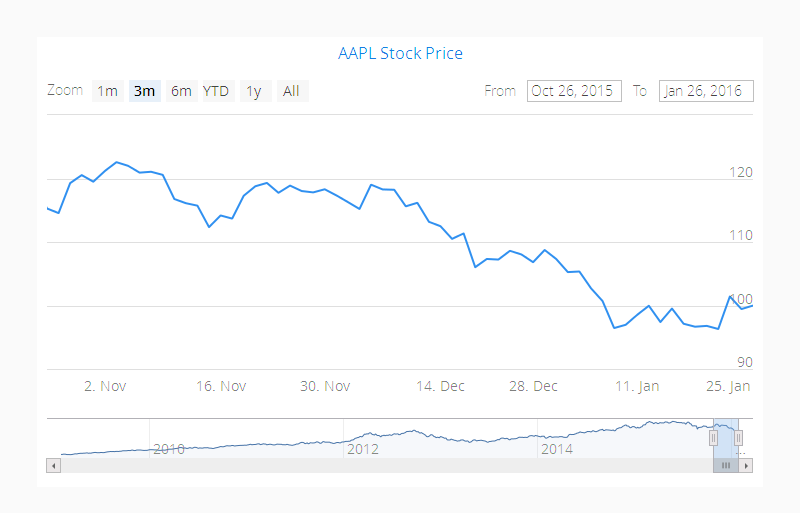 AAPL Stock Price
Zoom 1m 3m 6m YTD 1y All From Oct 26, 2015 To Jan 26, 2016
120
110
100
90
2. Nov 16. Nov 30. Nov 14. Dec 28. Dec 11. Jan 25. Jan
2010 2012 2014 ...